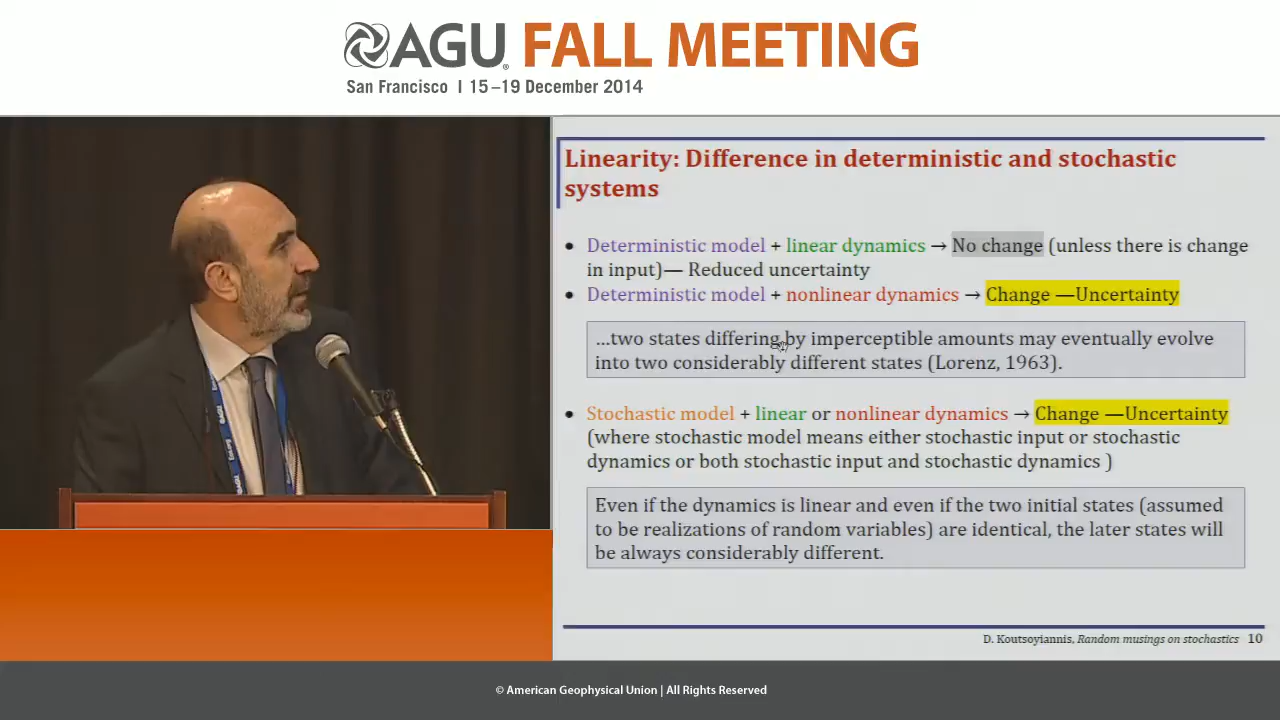 AGU FALL MEETING
San Francisco | 15–19 December 2014
Linearity: Difference in deterministic and stochastic
systems
• Deterministic model + linear dynamics → No change (unless there is change
in input)— Reduced uncertainty
• Deterministic model + nonlinear dynamics → Change —Uncertainty
…two states differing by imperceptible amounts may eventually evolve
into two considerably different states (Lorenz, 1963).
• Stochastic model + linear or nonlinear dynamics → Change —Uncertainty
(where stochastic model means either stochastic input or stochastic
dynamics or both stochastic input and stochastic dynamics )
Even if the dynamics is linear and even if the two initial states (assumed
to be realizations of random variables) are identical, the later states will
be always considerably different.
D. Koutsoyiannis, Random musings on stochastics 10
© American Geophysical Union | All Rights Reserved